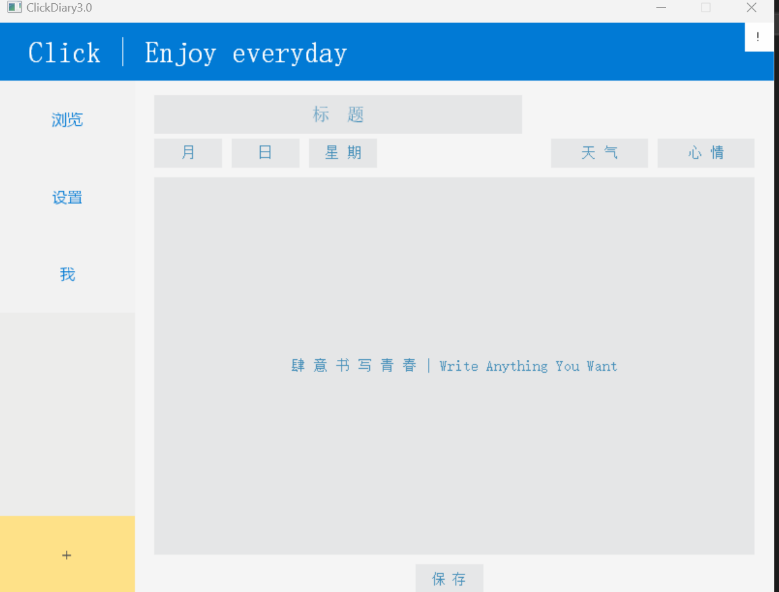 ClickDiary3.0
Click | Enjoy everyday
!
浏览
设置
我
+
标 题
月 日 星 期 天 气 心 情
肆 意 书 写 青 春 | Write Anything You Want
保 存